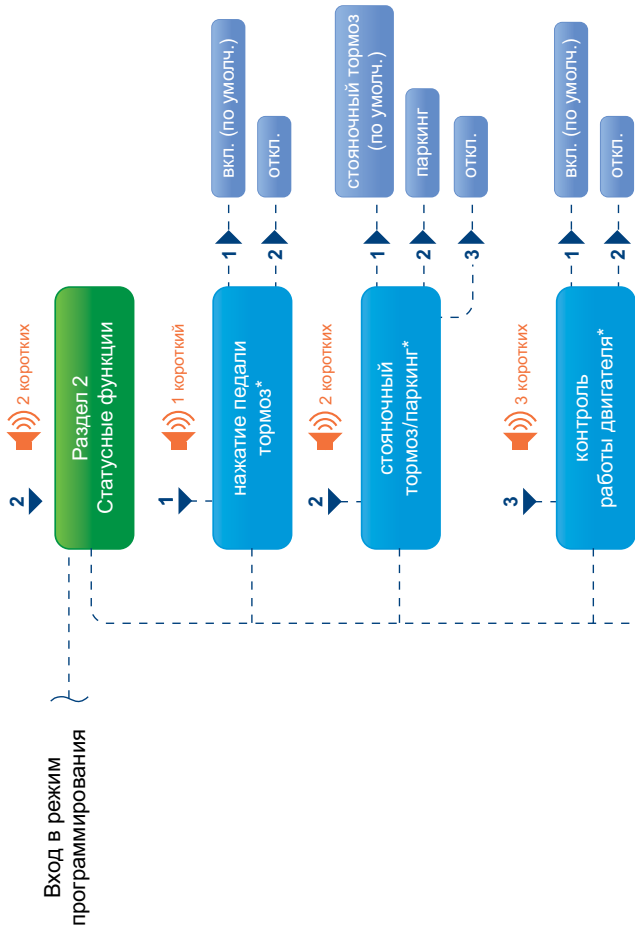 Вход в режим
программирования
2
2 коротких
Раздел 2
Статусные функции
1
1 короткий
нажатие педали
тормоз*
1
вкл. (по умолч.)
2
откл.
2
2 коротких
стояночный
тормоз/паркинг*
1
стояночный тормоз
(по умолч.)
2
паркинг
3
откл.
3
3 коротких
контроль
работы двигателя*
1
вкл. (по умолч.)
2
откл.